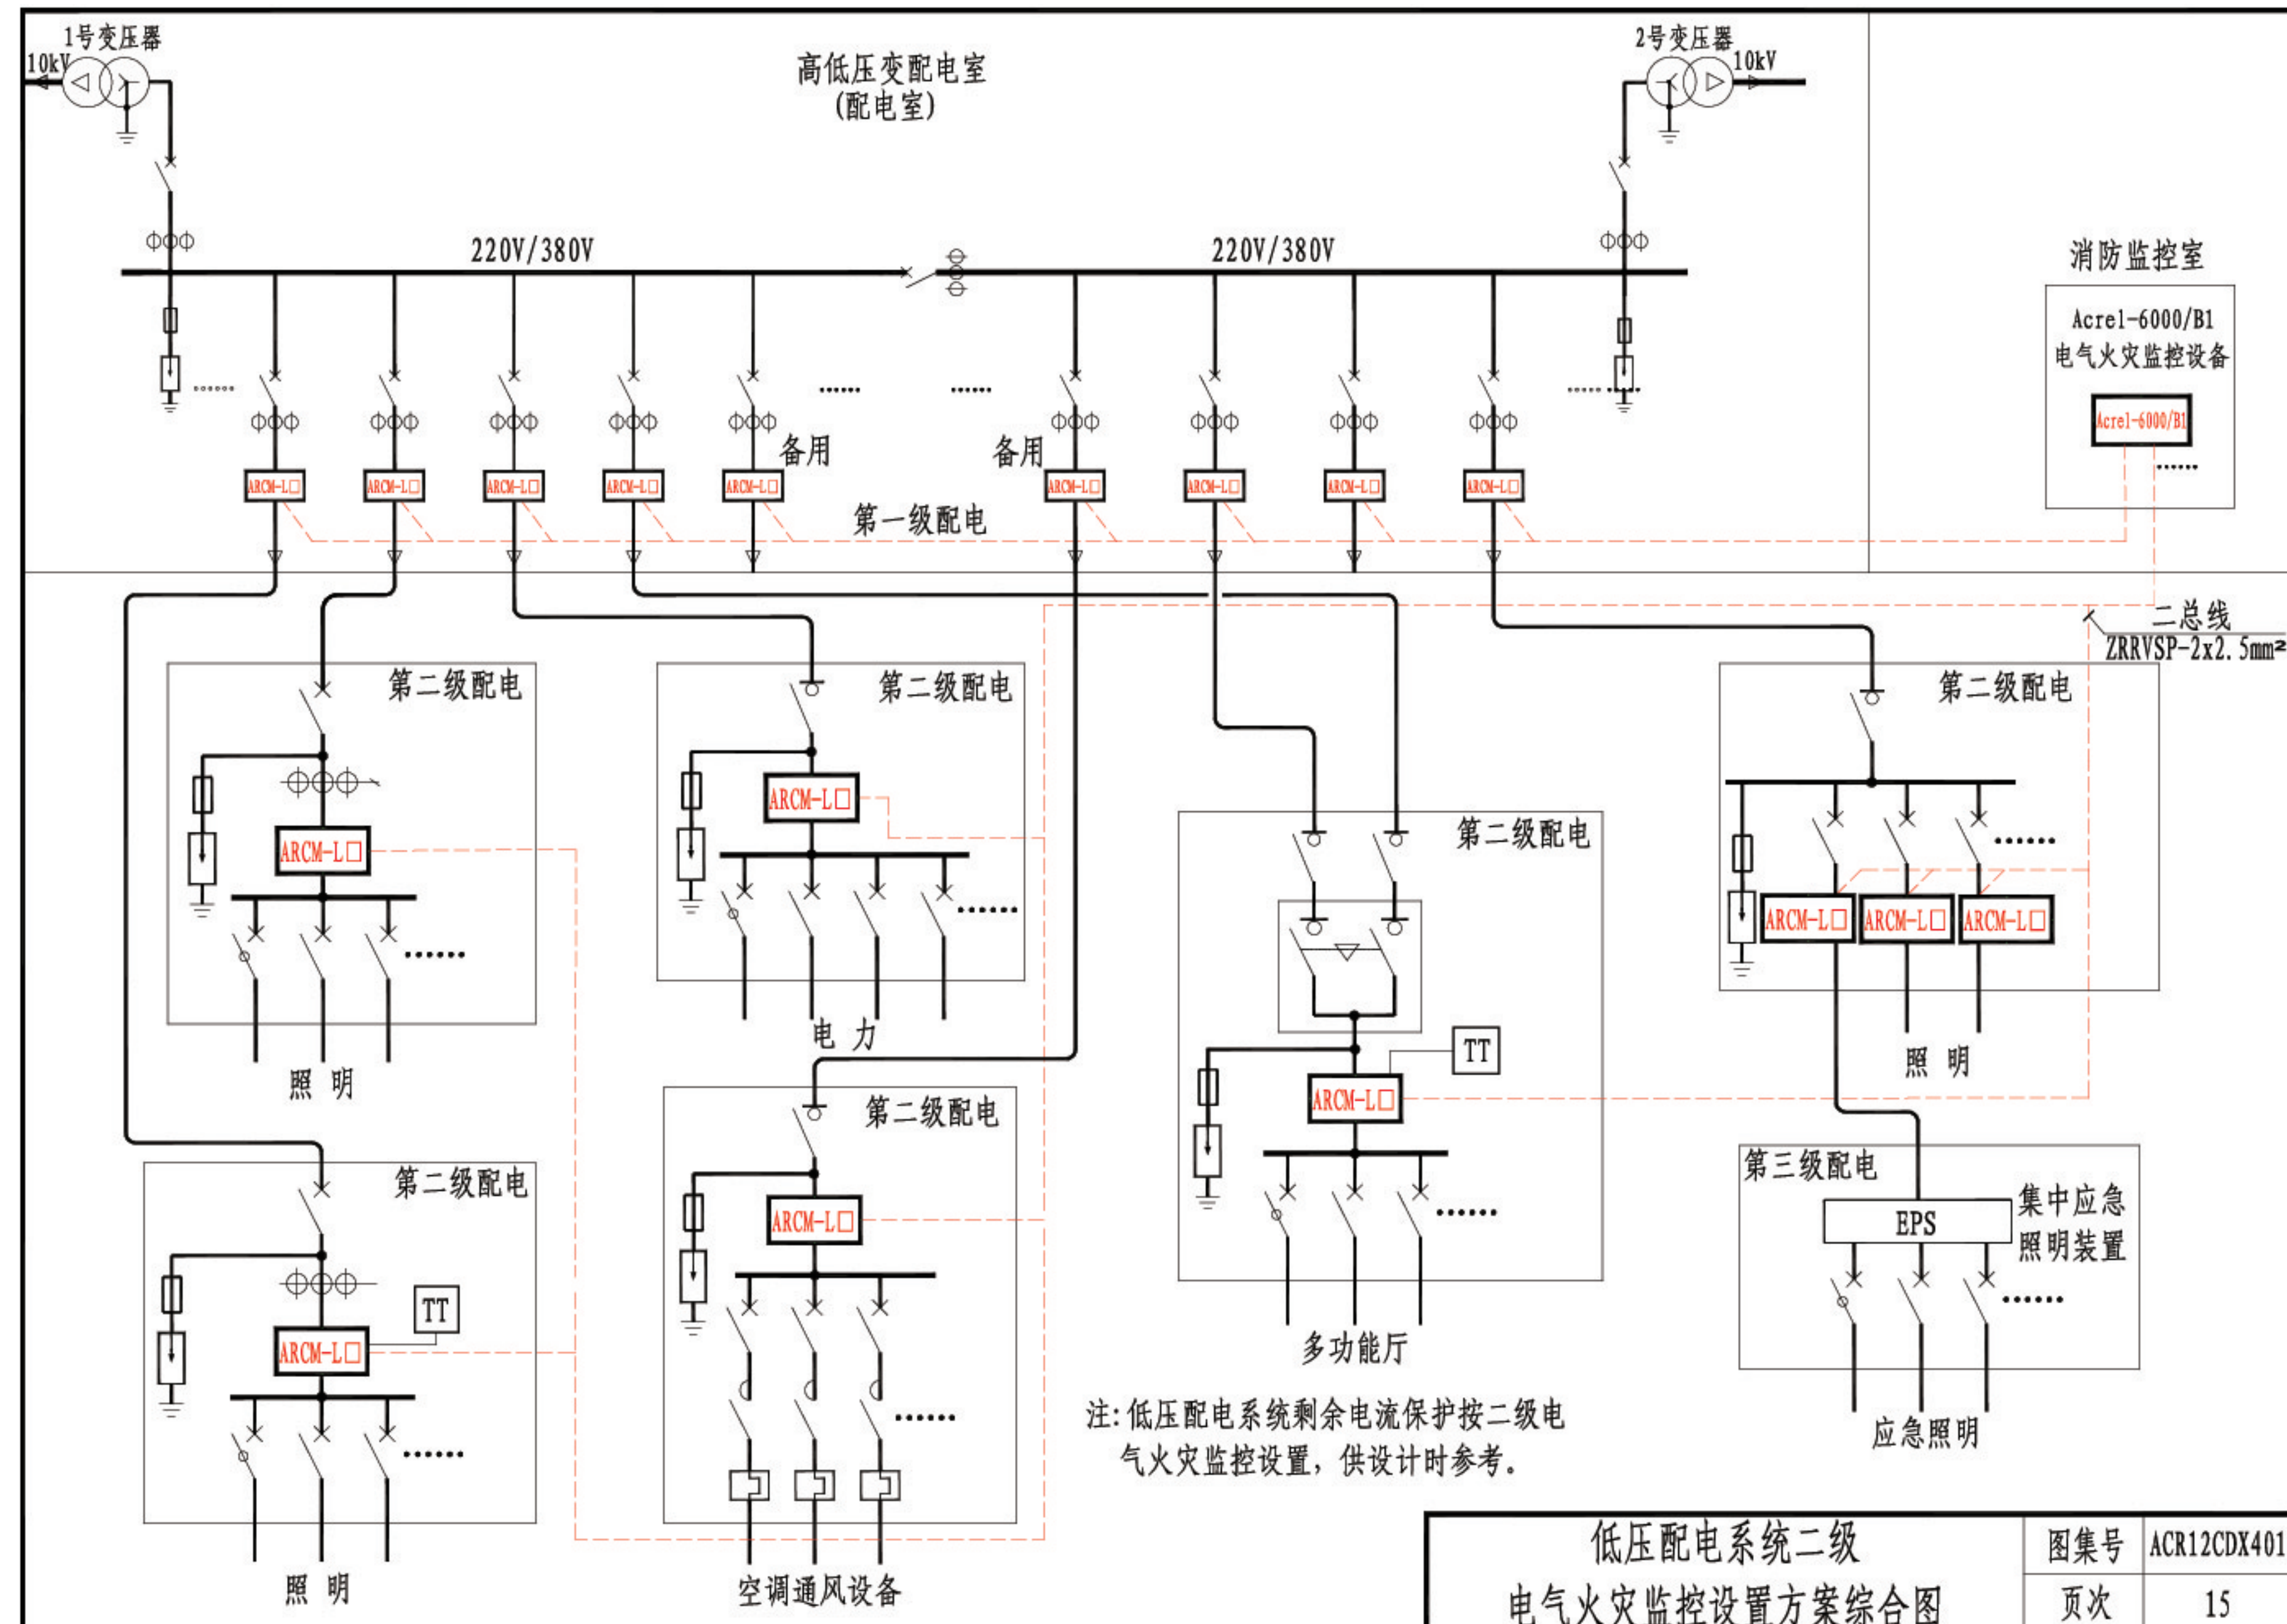 1号变压器
10kV
高低压变配电室
(配电室)
2号变压器
10kV
220V/380V
220V/380V
消防监控室
Acrel-6000/B1
电气火灾监控设备
Acrel-6000/B1
备用
备用
ARCM-L□
ARCM-L□
ARCM-L□
ARCM-L□
ARCM-L□
ARCM-L□
ARCM-L□
ARCM-L□
ARCM-L□
第一级配电
二总线
ZRRVSP-2x2.5mm²
第二级配电
ARCM-L□
照 明
第二级配电
ARCM-L□
电 力
第二级配电
TT
ARCM-L□
多功能厅
第二级配电
ARCM-L□
ARCM-L□
ARCM-L□
照 明
第二级配电
TT
ARCM-L□
照 明
第二级配电
ARCM-L□
空调通风设备
第三级配电
EPS
集中应急
照明装置
应急照明
注:低压配电系统剩余电流保护按二级电
气火灾监控设置，供设计时参考。
低压配电系统二级
电气火灾监控设置方案综合图
图集号
ACR12CDX401
页次
15